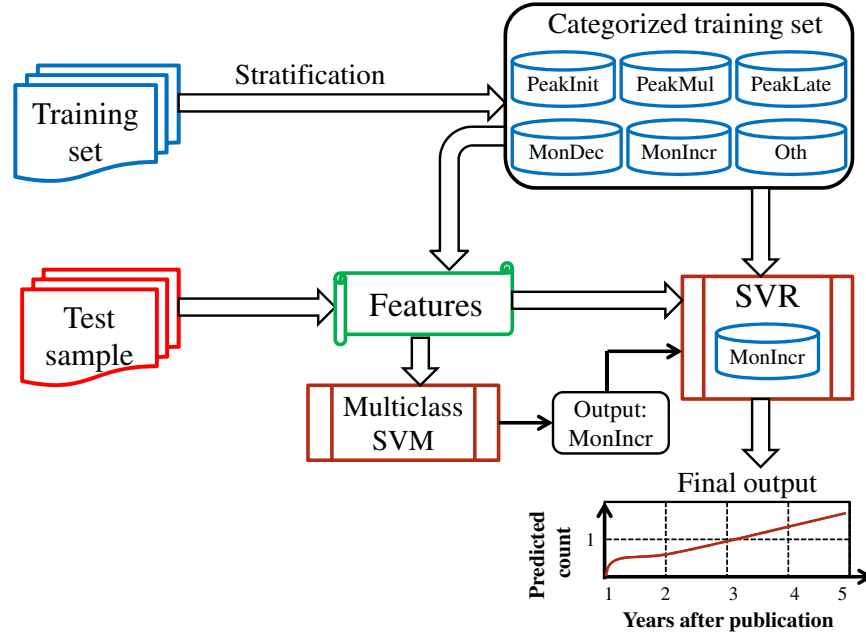 Categorized training set
Stratification
PeakInit
PeakMul
PeakLate
Training
set
MonDec
MonIncr
Oth
Test
sample
Features
SVR
MonIncr
Multiclass
SVM
Output:
MonIncr
Final output
Predicted
count
1
1 2 3 4 5
Years after publication